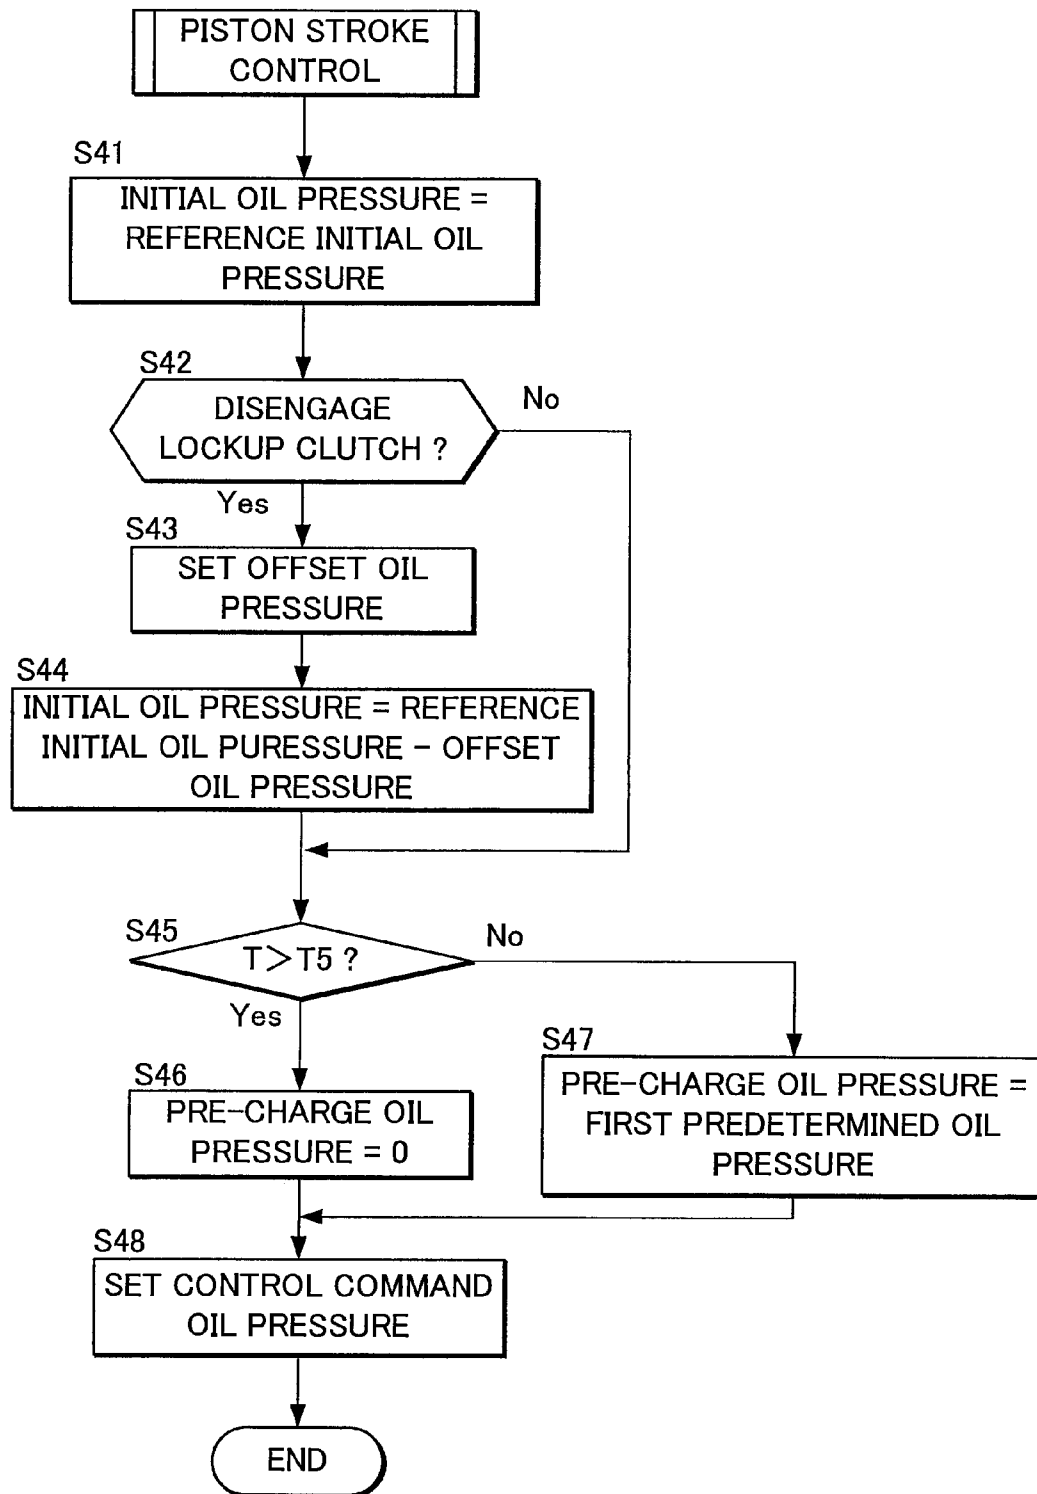 PISTON STROKE
CONTROL
S41
INITIAL OIL PRESSURE =
REFERENCE INITIAL OIL
PRESSURE
S42
DISENGAGE
LOCKUP CLUTCH ?
No
Yes
S43
SET OFFSET OIL
PRESSURE
S44
INITIAL OIL PRESSURE = REFERENCE
INITIAL OIL PURESSURE - OFFSET
OIL PRESSURE
S45
T>T5 ?
No
Yes
S46
PRE-CHARGE OIL
PRESSURE = 0
S47
PRE-CHARGE OIL PRESSURE =
FIRST PREDETERMINED OIL
PRESSURE
S48
SET CONTROL COMMAND
OIL PRESSURE
END